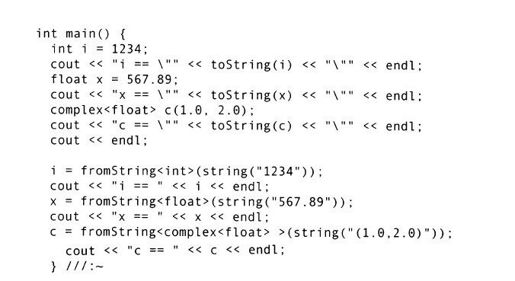 int main() {
  int i = 1234;
  cout << "i == \"" << toString(i) << "\"" << endl;
  float x = 567.89;
  cout << "x == \"" << toString(x) << "\"" << endl;
  complex<float> c(1.0, 2.0);
  cout << "c == \"" << toString(c) << "\"" << endl;
  cout << endl;

  i = fromString<int>(string("1234"));
  cout << "i == " << i << endl;
  x = fromString<float>(string("567.89"));
  cout << "x == " << x << endl;
  c = fromString<complex<float> >(string("(1.0,2.0)"));
    cout << "c == " << c << endl;
  } ///:~